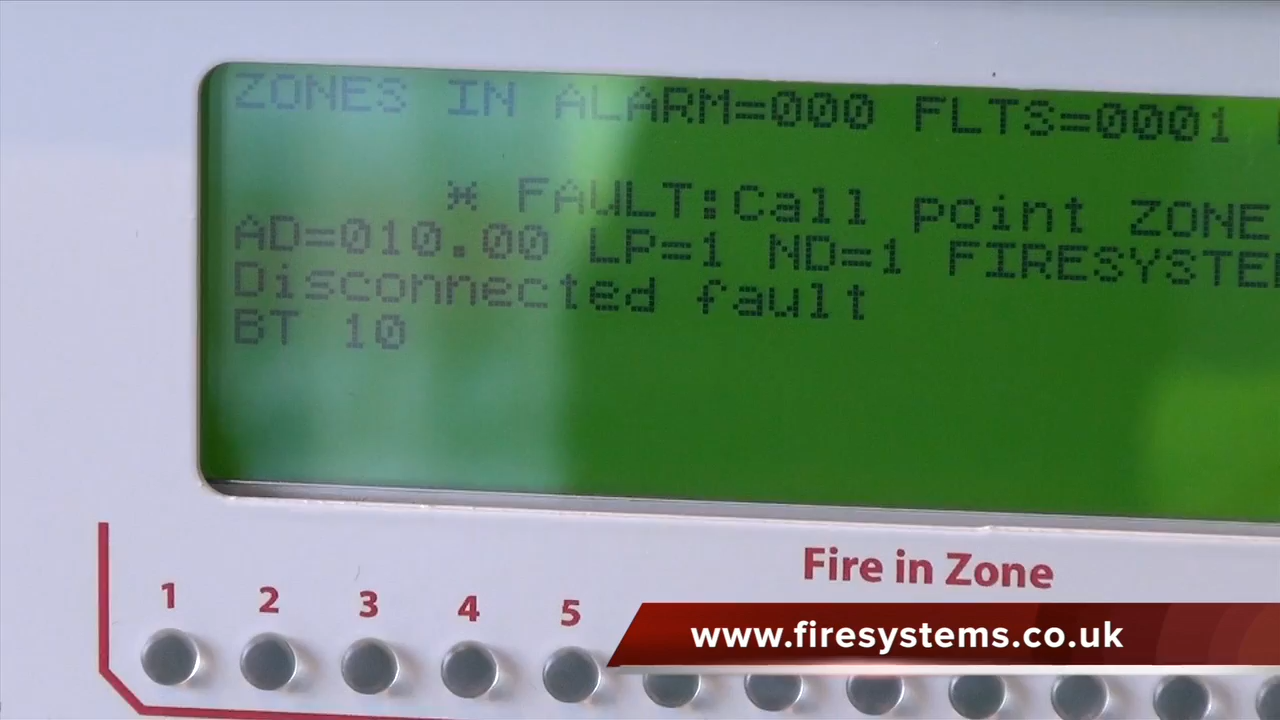 ZONES IN ALARM=000 FLTS=0001
* FAULT:Call point ZONE
AD=010.00 LP=1 ND=1 FIRESYSTE
Disconnected fault
BT 10
Fire in Zone
1 2 3 4 5
www.firesystems.co.uk